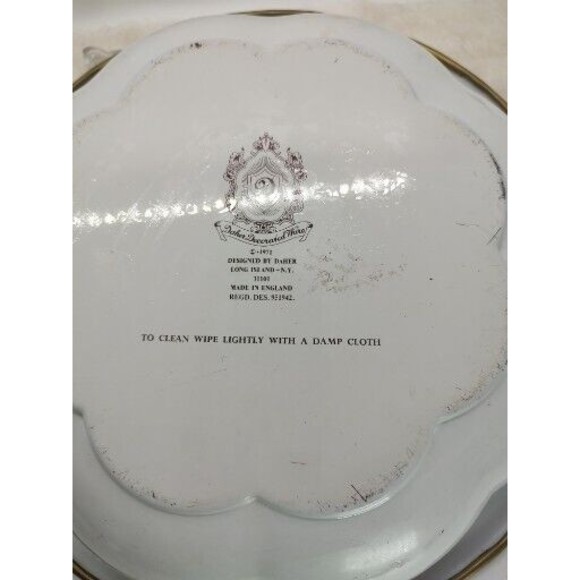 Daher Decorated Ware
© 1971
DESIGNED BY DAHER
LONG ISLAND - N.Y.
11101
MADE IN ENGLAND
REGD. DES. 951942.
TO CLEAN WIPE LIGHTLY WITH A DAMP CLOTH